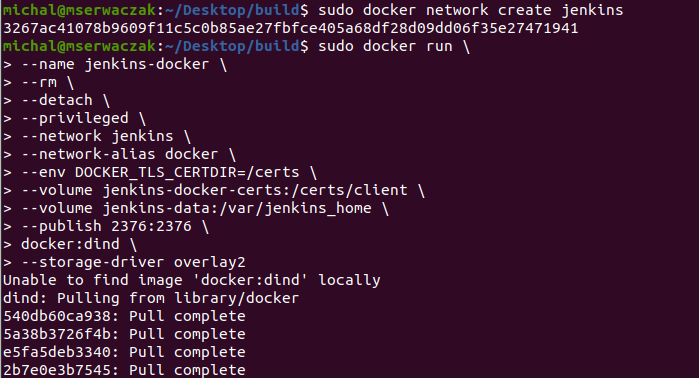 michal@mserwaczak:~/Desktop/build$ sudo docker network create jenkins
3267ac41078b9609f11c5c0b85ae27fbfce405a68df28d09dd06f35e27471941
michal@mserwaczak:~/Desktop/build$ sudo docker run \
> --name jenkins-docker \
> --rm \
> --detach \
> --privileged \
> --network jenkins \
> --network-alias docker \
> --env DOCKER_TLS_CERTDIR=/certs \
> --volume jenkins-docker-certs:/certs/client \
> --volume jenkins-data:/var/jenkins_home \
> --publish 2376:2376 \
> docker:dind \
> --storage-driver overlay2
Unable to find image 'docker:dind' locally
dind: Pulling from library/docker
540db60ca938: Pull complete
5a38b3726f4b: Pull complete
e5fa5deb3340: Pull complete
2b7e0e3b7545: Pull complete